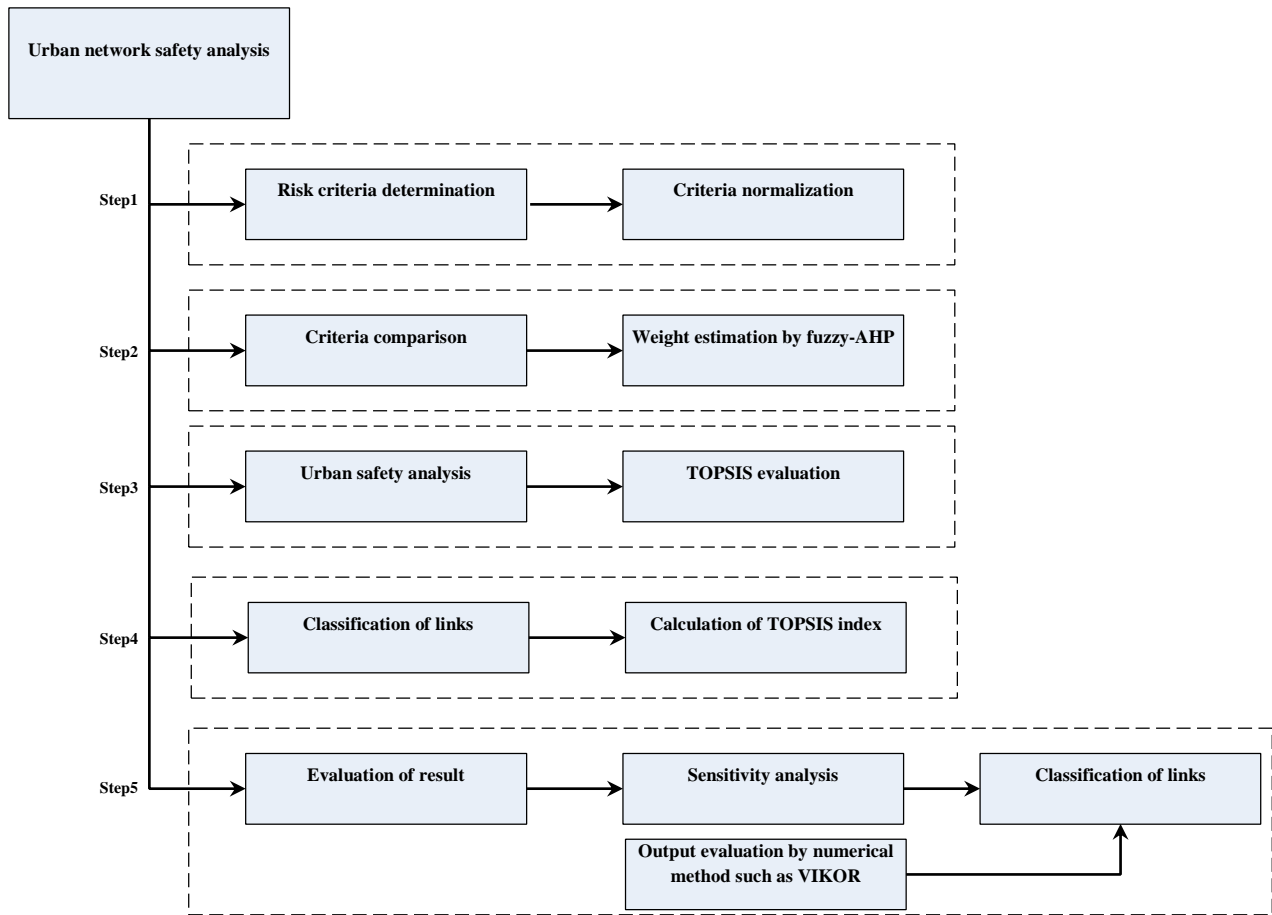 Urban network safety analysis
Step1
Risk criteria determination
Criteria normalization
Step2
Criteria comparison
Weight estimation by fuzzy-AHP
Step3
Urban safety analysis
TOPSIS evaluation
Step4
Classification of links
Calculation of TOPSIS index
Step5
Evaluation of result
Sensitivity analysis
Classification of links
Output evaluation by numerical
method such as VIKOR